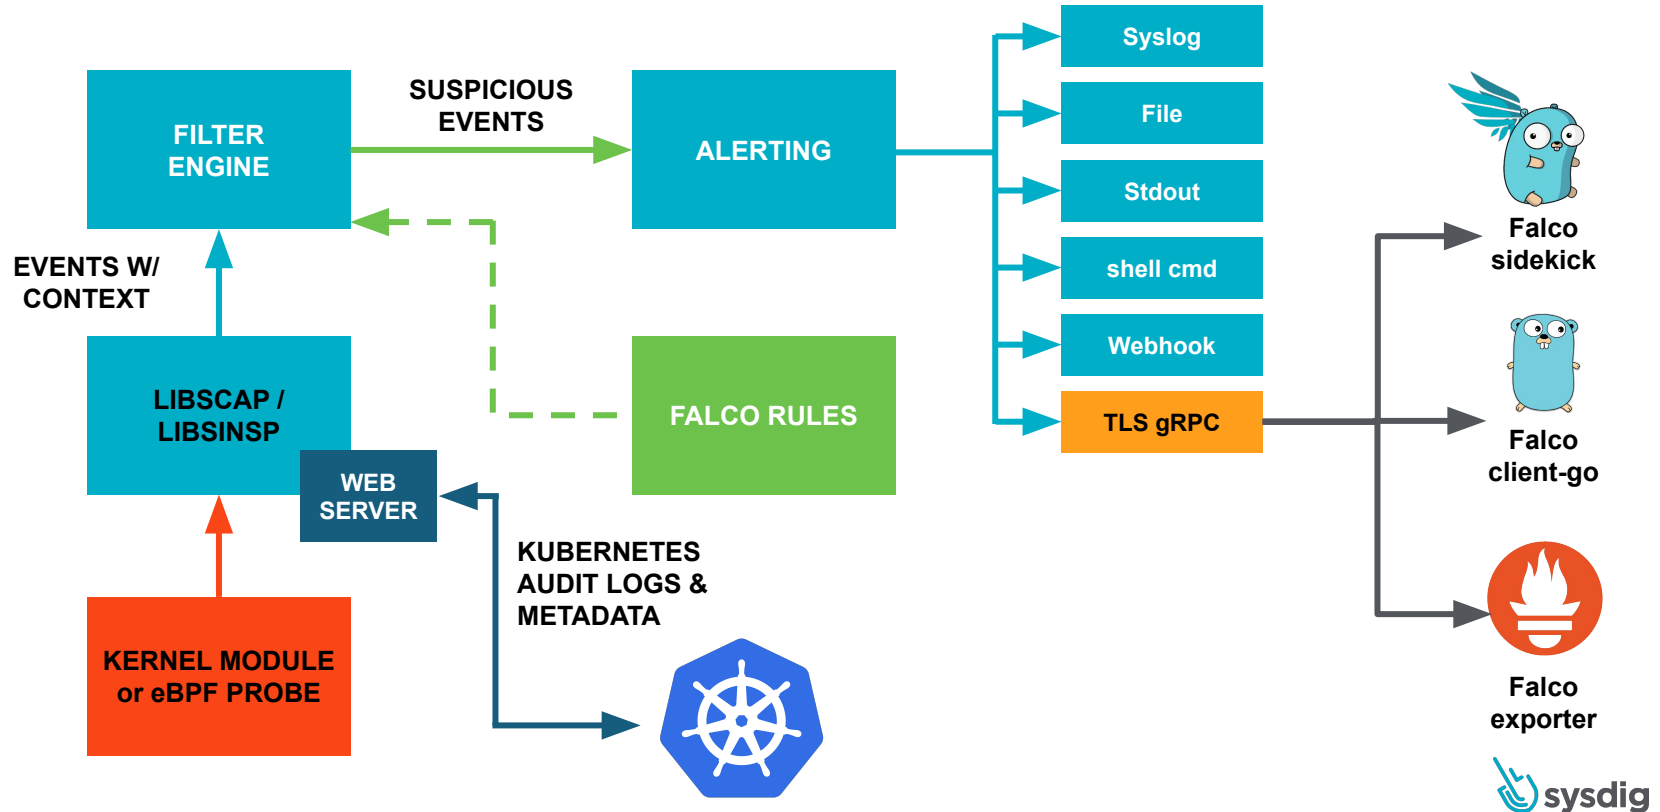 FILTER
ENGINE
SUSPICIOUS
EVENTS
ALERTING
Syslog
File
Stdout
shell cmd
Webhook
TLS gRPC
EVENTS W/
CONTEXT
LIBSCAP /
LIBSINSP
WEB
SERVER
FALCO RULES
KERNEL MODULE
or eBPF PROBE
KUBERNETES
AUDIT LOGS &
METADATA
Falco
sidekick
Falco
client-go
Falco
exporter
sysdig